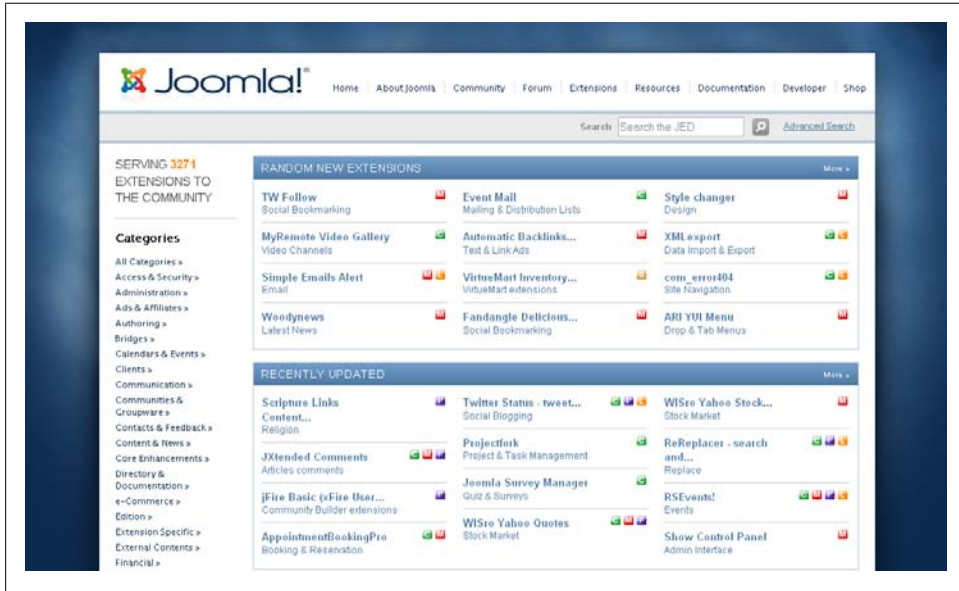 Joomla!®
Home About Joomla Community Forum Extensions Resources Documentation Developer Shop
Search Search the JED Advanced Search
SERVING 3271
EXTENSIONS TO
THE COMMUNITY
Categories
All Categories »
Access & Security »
Administration »
Ads & Affiliates »
Authoring »
Bridges »
Calendars & Events »
Clients »
Communication »
Communities &
Groupware »
Contacts & Feedback »
Content & News »
Core Enhancements »
Directory &
Documentation »
e-Commerce »
Edition »
Extension Specific »
External Contents »
Financial »
RANDOM NEW EXTENSIONS More »
TW Follow
Social Bookmarking
Event Mail
Mailing & Distribution Lists
Style changer
Design
MyRemote Video Gallery
Video Channels
Automatic Backlinks...
Text & Link Ads
XMLexport
Data Import & Export
Simple Emails Alert
Email
VirtueMart Inventory...
VirtueMart extensions
com_error404
Site Navigation
Woodynews
Latest News
Fandangle Delicious...
Social Bookmarking
ARI YUI Menu
Drop & Tab Menus
RECENTLY UPDATED More »
Scripture Links
Content...
Religion
JXtended Comments
Articles comments
jFire Basic (xFire User...
Community Builder extensions
AppointmentBookingPro
Booking & Reservation
Twitter Status - tweet...
Social Blogging
Projectfork
Project & Task Management
Joomla Survey Manager
Quiz & Surveys
WISro Yahoo Quotes
Stock Market
WISro Yahoo Stock...
Stock Market
ReReplacer - search
and...
Replace
RSEvents!
Events
Show Control Panel
Admin Interface